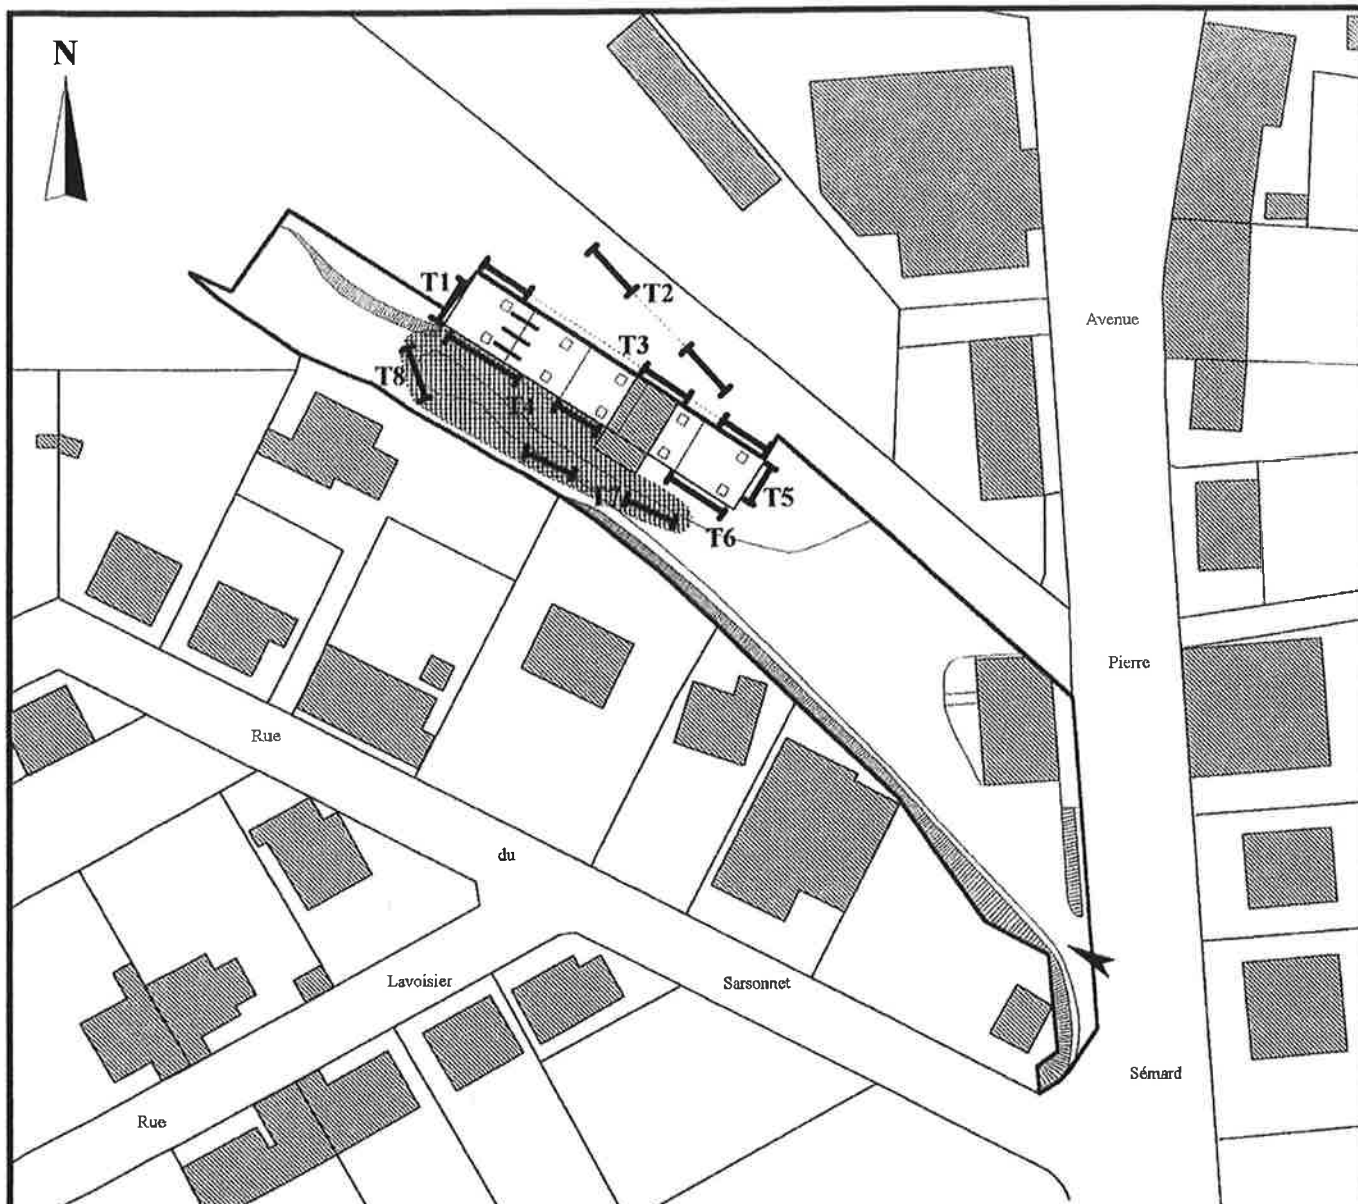 N
T1
T2
Avenue
T3
T8
T4
T5
T7
T6
Pierre
Rue
du
Lavoisier
Sarsonnet
Sémard
Rue